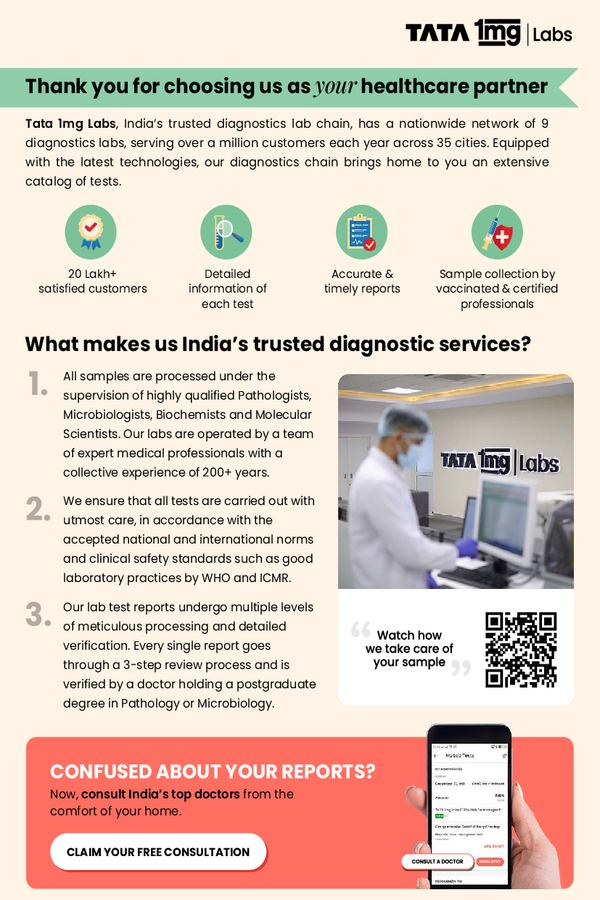 TATA 1mg Labs
Thank you for choosing us as your healthcare partner
Tata 1mg Labs, India's trusted diagnostics lab chain, has a nationwide network of 9
diagnostics labs, serving over a million customers each year across 35 cities. Equipped
with the latest technologies, our diagnostics chain brings home to you an extensive
catalog of tests.
20 Lakh+
satisfied customers
Detailed
information of
each test
Accurate &
timely reports
Sample collection by
vaccinated & certified
professionals
What makes us India's trusted diagnostic services?
1.
All samples are processed under the
supervision of highly qualified Pathologists,
Microbiologists, Biochemists and Molecular
Scientists. Our labs are operated by a team
of expert medical professionals with a
collective experience of 200+ years.
2.
We ensure that all tests are carried out with
utmost care, in accordance with the
accepted national and international norms
and clinical safety standards such as good
laboratory practices by WHO and ICMR.
3.
Our lab test reports undergo multiple levels
of meticulous processing and detailed
verification. Every single report goes
through a 3-step review process and is
verified by a doctor holding a postgraduate
degree in Pathology or Microbiology.
TATA 1mg Labs
“ Watch how
we take care of
your sample ”
CONFUSED ABOUT YOUR REPORTS?
Now, consult India's top doctors from the
comfort of your home.
CLAIM YOUR FREE CONSULTATION
CONSULT A DOCTOR